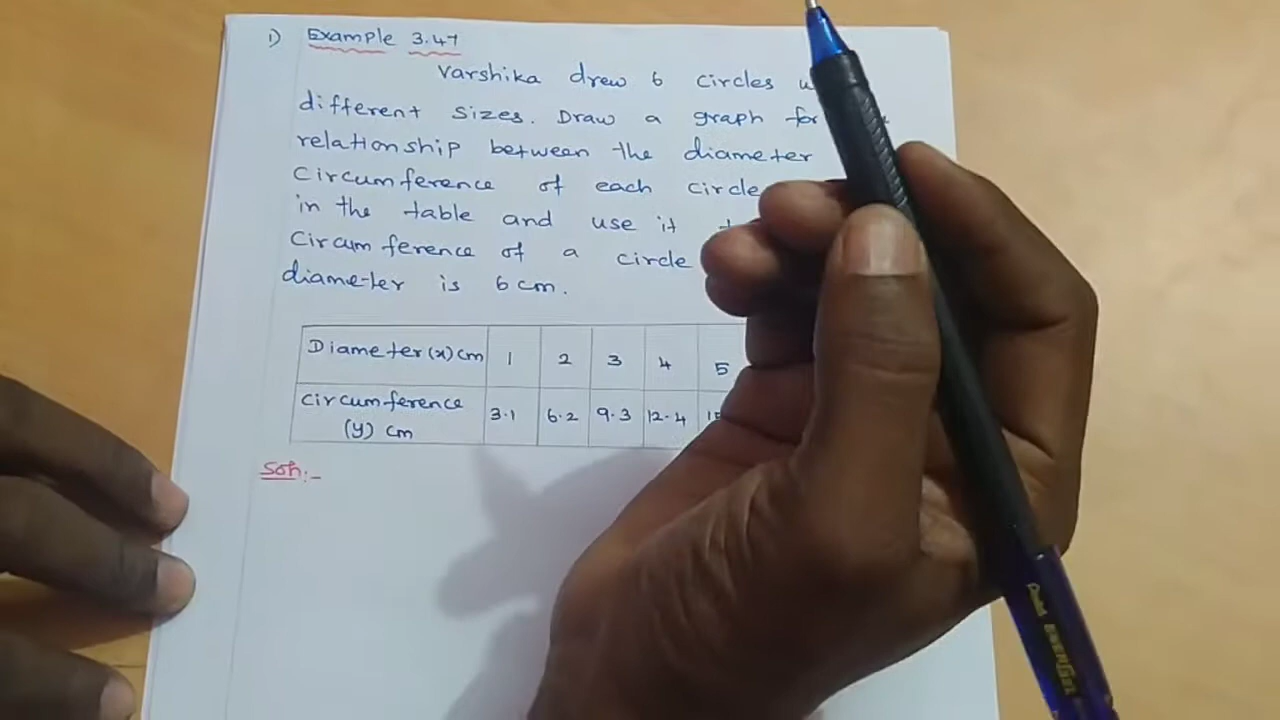 1) Example 3.47
Varshika drew 6 circles
different sizes. Draw a graph for
relationship between the diameter
Circumference of each circle
in the table and use it
Circumference of a circle
diameter is 6 cm.
Diameter (x) cm 1 2 3 4 5
Circumference 3.1 6.2 9.3 12.4
(y) cm
Soln:-
Pentel ENERGEL